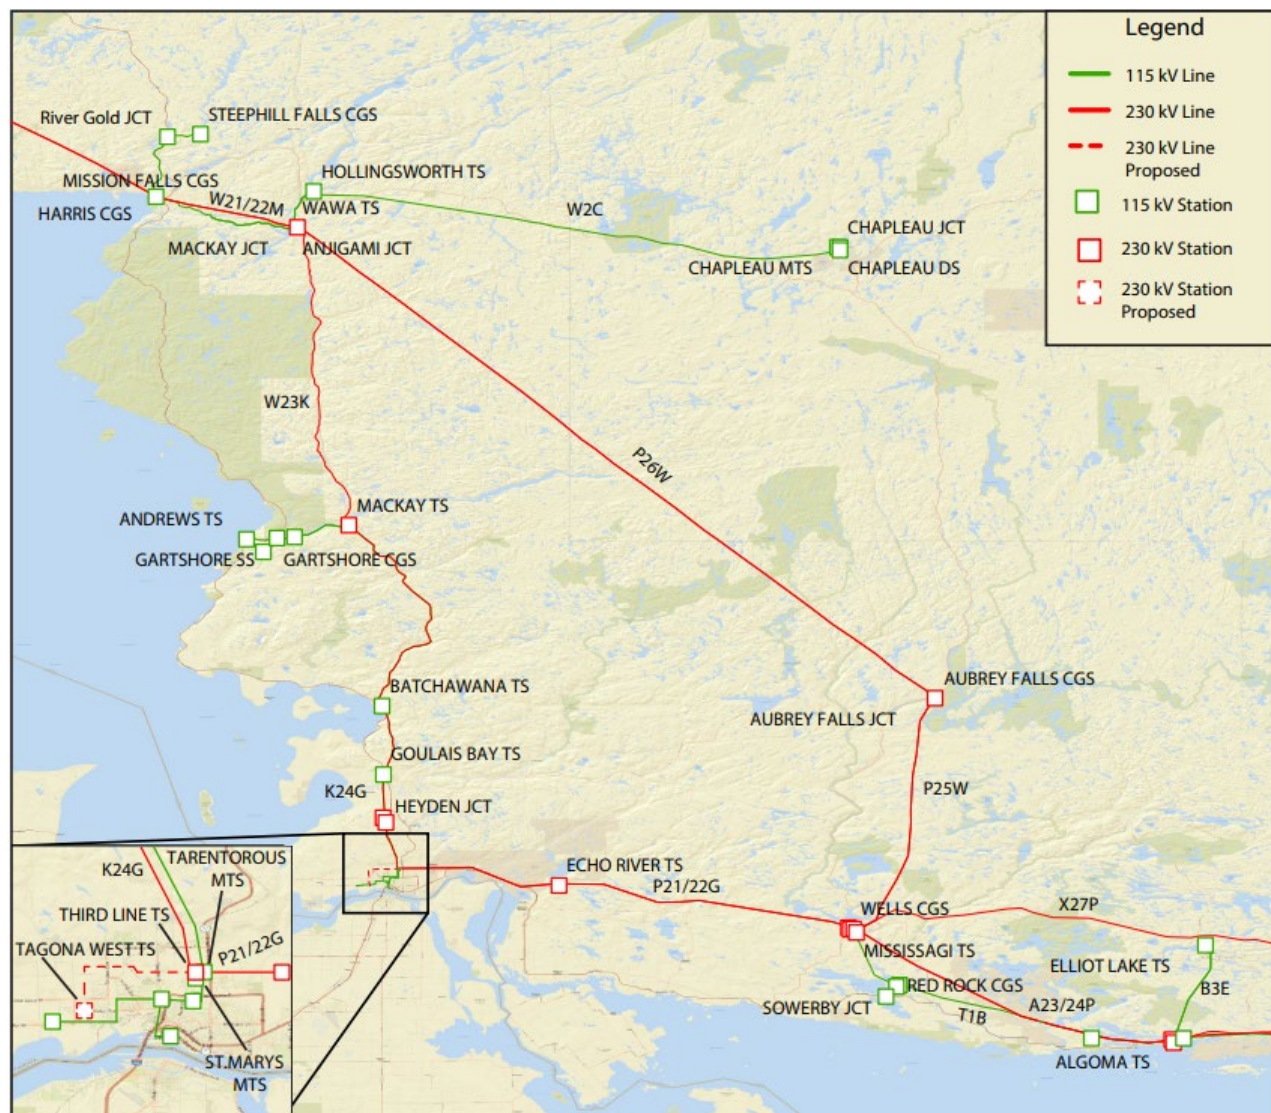 Legend
115 kV Line
230 kV Line
230 kV Line
Proposed
115 kV Station
230 kV Station
230 kV Station
Proposed
River Gold JCT
STEEPHILL FALLS CGS
HOLLINGSWORTH TS
MISSION FALLS CGS
W21/22M
WAWA TS
HARRIS CGS
W2C
MACKAY JCT
ANJIGAMI JCT
CHAPLEAU JCT
CHAPLEAU MTS
CHAPLEAU DS
W23K
P26W
MACKAY TS
ANDREWS TS
GARTSHORE SS
GARTSHORE CGS
BATCHAWANA TS
AUBREY FALLS CGS
AUBREY FALLS JCT
GOULAIS BAY TS
K24G
HEYDEN JCT
P25W
ECHO RIVER TS
P21/22G
WELLS CGS
X27P
MISSISSAGI TS
ELLIOT LAKE TS
RED ROCK CGS
SOWERBY JCT
A23/24P
B3E
T1B
ALGOMA TS
K24G
TARENTOROUS
MTS
THIRD LINE TS
P21/22G
TAGONA WEST TS
ST.MARYS
MTS